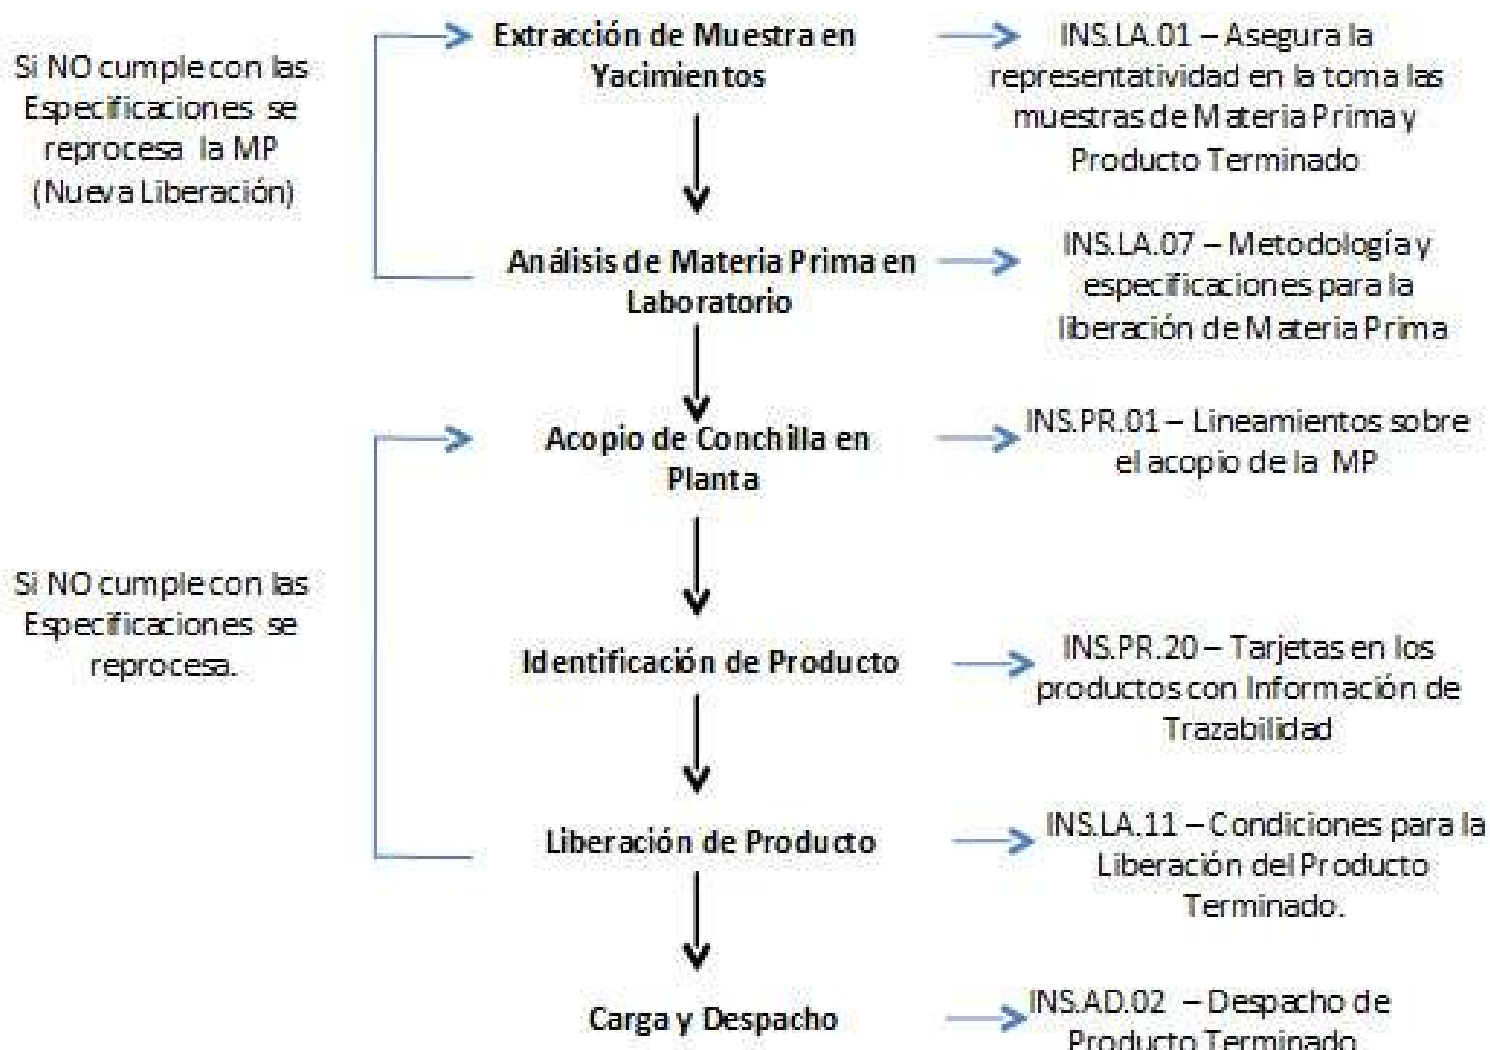 Si NO cumple con las
Especificaciones se
reprocesa la MP
(Nueva Liberación)
Extracción de Muestra en
Yacimientos
INS.LA.01 – Asegura la
representatividad en la toma las
muestras de Materia Prima y
Producto Terminado
Análisis de Materia Prima en
Laboratorio
INS.LA.07 – Metodología y
especificaciones para la
liberación de Materia Prima
Acopio de Conchilla en
Planta
INS.PR.01 – Lineamientos sobre
el acopio de la MP
Si NO cumple con las
Especificaciones se
reprocesa.
Identificación de Producto
INS.PR.20 – Tarjetas en los
productos con Información de
Trazabilidad
Liberación de Producto
INS.LA.11 – Condiciones para la
Liberación del Producto
Terminado.
Carga y Despacho
INS.AD.02 – Despacho de
Producto Terminado